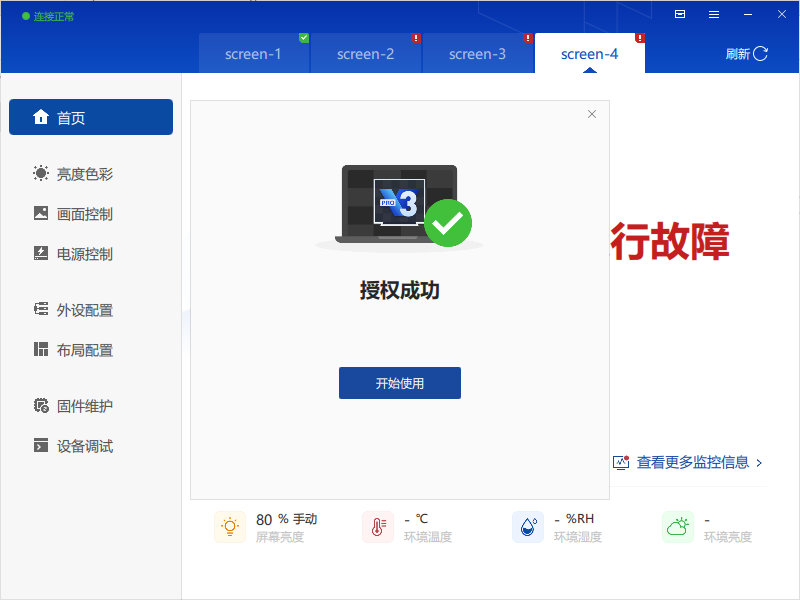 连接正常
screen-1
screen-2
screen-3
screen-4
刷新
首页
亮度色彩
画面控制
电源控制
外设配置
布局配置
固件维护
设备调试
PRO V3
授权成功
开始使用
行故障
查看更多监控信息
80 % 手动
屏幕亮度
- ℃
环境温度
- %RH
环境湿度
-
环境亮度